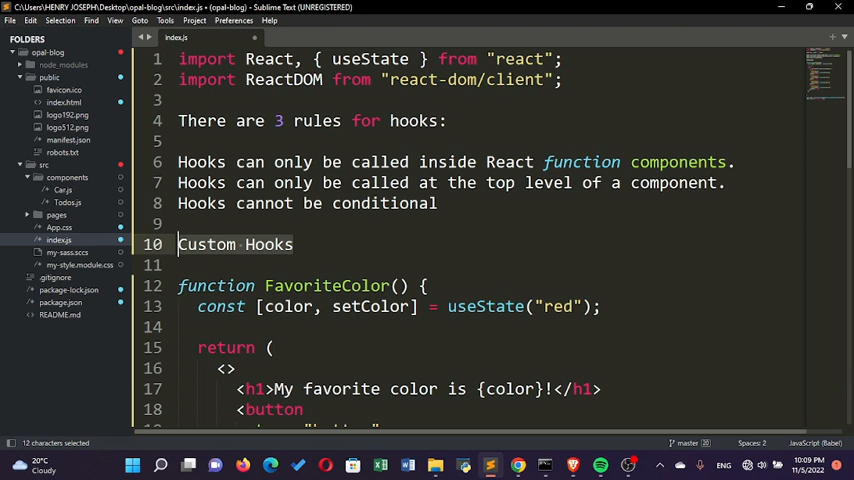 C:\Users\HENRY JOSEPH\Desktop\opal-blog\src\index.js • (opal-blog) - Sublime Text (UNREGISTERED)
File Edit Selection Find View Goto Tools Project Preferences Help
FOLDERS
opal-blog
node_modules
public
favicon.ico
index.html
logo192.png
logo512.png
manifest.json
robots.txt
src
components
Car.js
Todos.js
pages
App.css
index.js
my-sass.sccs
my-style.module.css
.gitignore
package-lock.json
package.json
README.md
index.js
1 import React, { useState } from "react";
2 import ReactDOM from "react-dom/client";
3
4 There are 3 rules for hooks:
5
6 Hooks can only be called inside React function components.
7 Hooks can only be called at the top level of a component.
8 Hooks cannot be conditional
9
10 Custom Hooks
11
12 function FavoriteColor() {
13 const [color, setColor] = useState("red");
14
15 return (
16 <>
17 <h1>My favorite color is {color}!</h1>
18 <button
12 characters selected
master 20
Spaces: 2
JavaScript (Babel)
20°C
Cloudy
ENG
10:09 PM
11/5/2022